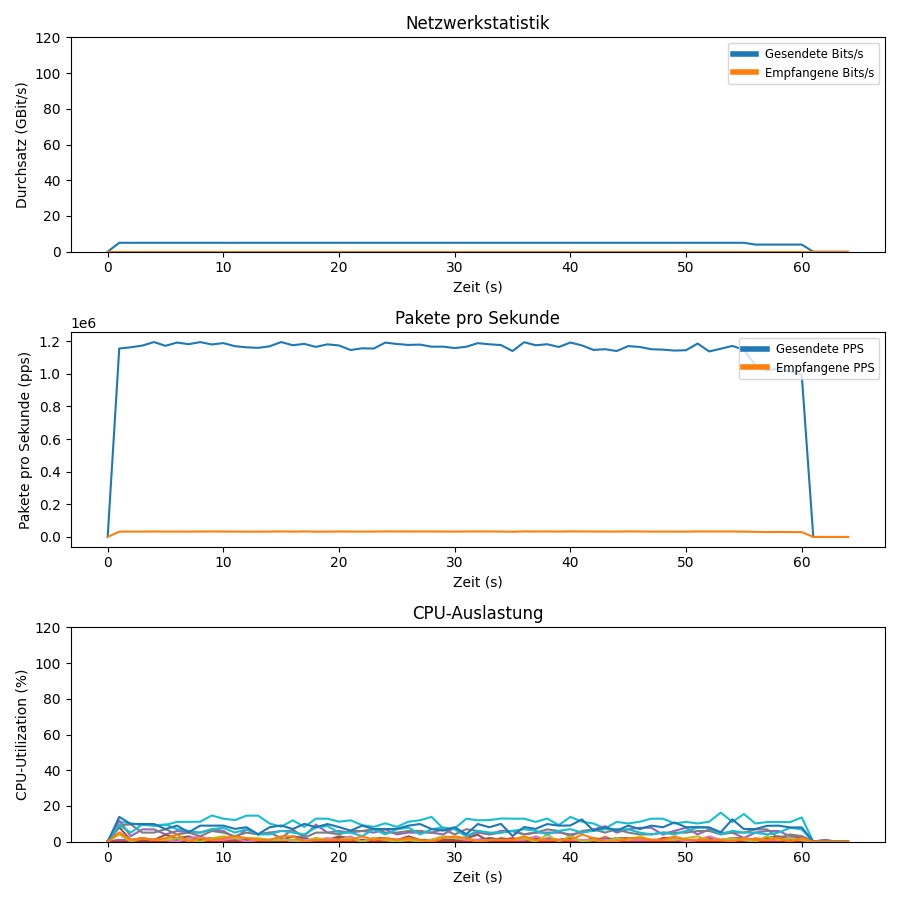 Netzwerkstatistik
Durchsatz (GBit/s)
120
100
80
60
40
20
0
Gesendete Bits/s
Empfangene Bits/s
0 10 20 30 40 50 60
Zeit (s)
Pakete pro Sekunde
1e6
Pakete pro Sekunde (pps)
1.2
1.0
0.8
0.6
0.4
0.2
0.0
Gesendete PPS
Empfangene PPS
0 10 20 30 40 50 60
Zeit (s)
CPU-Auslastung
CPU-Utilization (%)
120
100
80
60
40
20
0
0 10 20 30 40 50 60
Zeit (s)